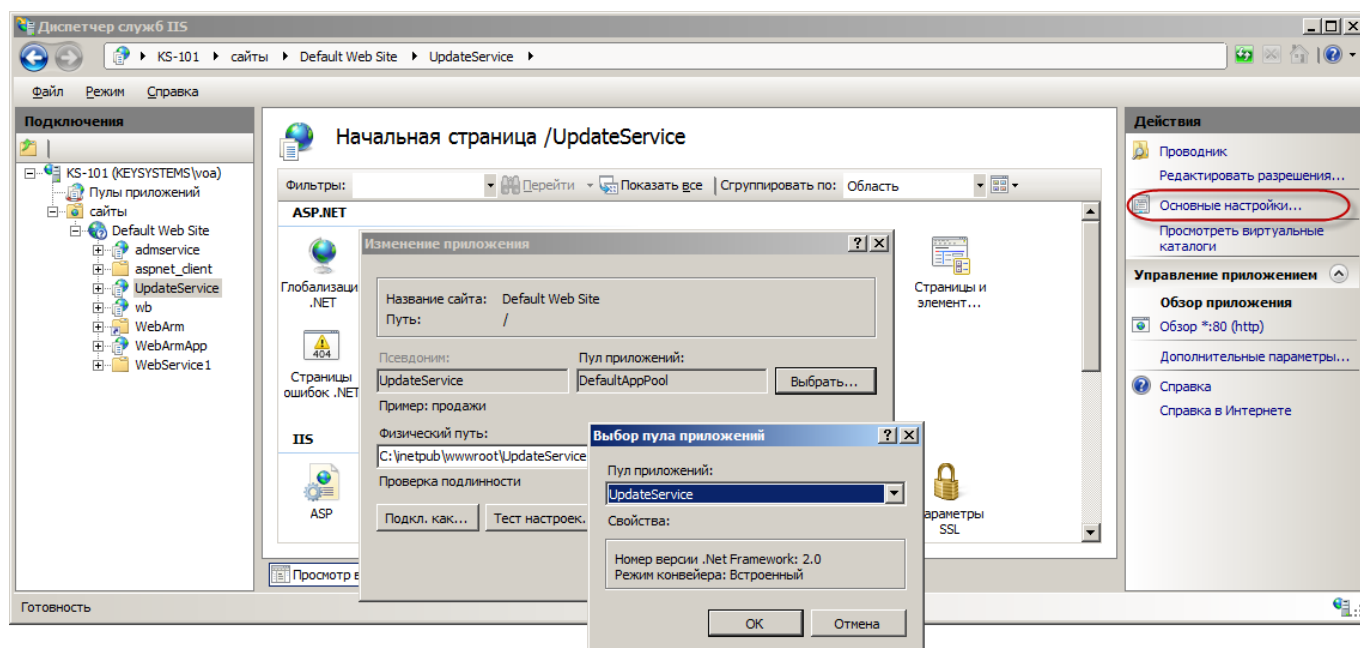 Диспетчер служб IIS
KS-101 сайты Default Web Site UpdateService
Файл Режим Справка
Подключения
KS-101 (KEYSYSTEMS\voa)
Пулы приложений
сайты
Default Web Site
admservice
aspnet_client
UpdateService
wb
WebArm
WebArmApp
WebService1
Начальная страница /UpdateService
Фильтры: Перейти Показать все Сгруппировать по: Область
ASP.NET
Глобализаци
.NET
404
Страницы
ошибок .NET
Страницы и
элемент...
IIS
ASP
араметры
SSL
Просмотр в
Изменение приложения
Название сайта: Default Web Site
Путь: /
Псевдоним: Пул приложений:
UpdateService DefaultAppPool Выбрать...
Пример: продажи
Физический путь:
C:\inetpub\wwwroot\UpdateService
Проверка подлинности
Подкл. как... Тест настроек.
Выбор пула приложений
Пул приложений:
UpdateService
Свойства:
Номер версии .Net Framework: 2.0
Режим конвейера: Встроенный
OK Отмена
Действия
Проводник
Редактировать разрешения...
Основные настройки...
Просмотреть виртуальные
каталоги
Управление приложением
Обзор приложения
Обзор *:80 (http)
Дополнительные параметры...
Справка
Справка в Интернете
Готовность